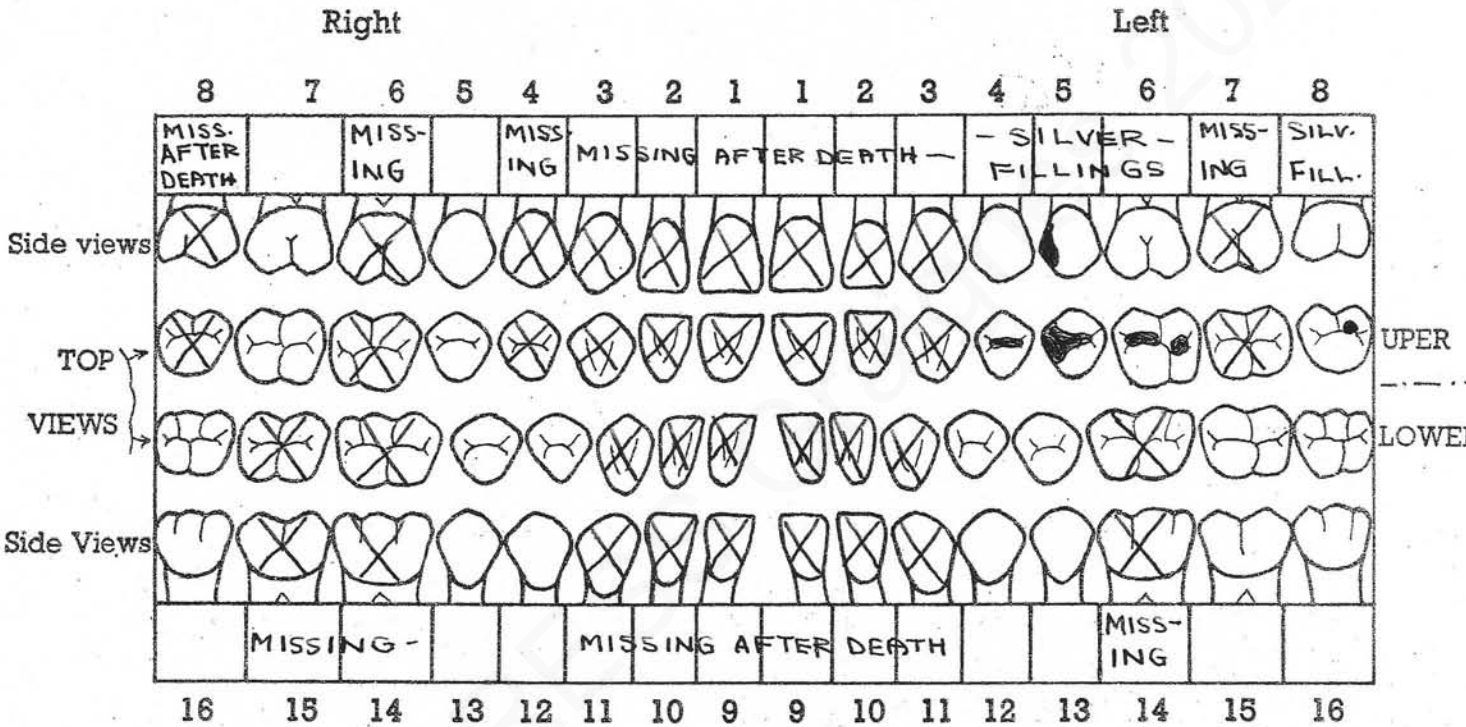 Right Left
8 7 6 5 4 3 2 1 1 2 3 4 5 6 7 8
MISS. AFTER DEATH
MISS-ING
MISS ING
MISSING AFTER DEATH —
- SILVER - FILLINGS
MISS-ING
SILV. FILL.
Side views
TOP
VIEWS
UPER
LOWE
Side Views
MISSING -
MISSING AFTER DEATH
MISS-ING
16 15 14 13 12 11 10 9 9 10 11 12 13 14 15 16